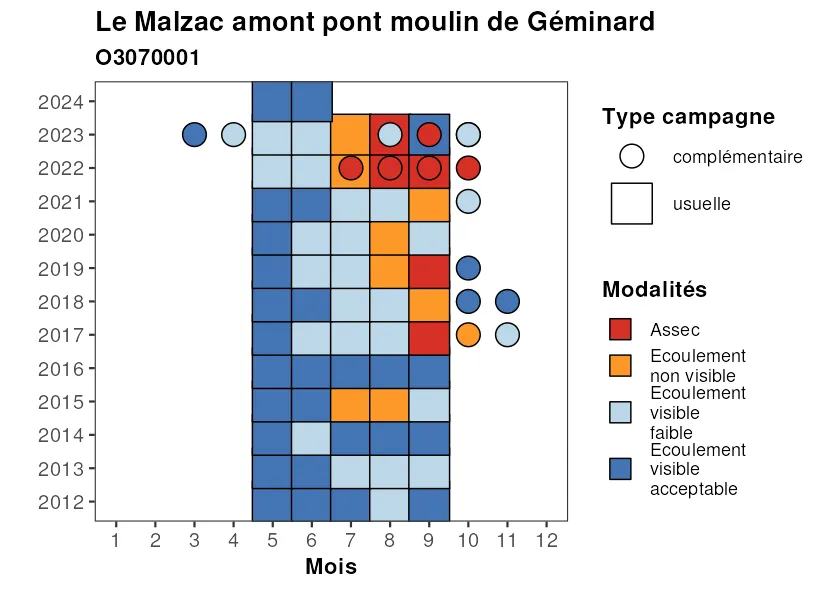 Le Malzac amont pont moulin de Géminard
O3070001
2024
2023
2022
2021
2020
2019
2018
2017
2016
2015
2014
2013
2012
1 2 3 4 5 6 7 8 9 10 11 12
Mois
Type campagne
complémentaire
usuelle
Modalités
Assec
Ecoulement
non visible
Ecoulement
visible
faible
Ecoulement
visible
acceptable